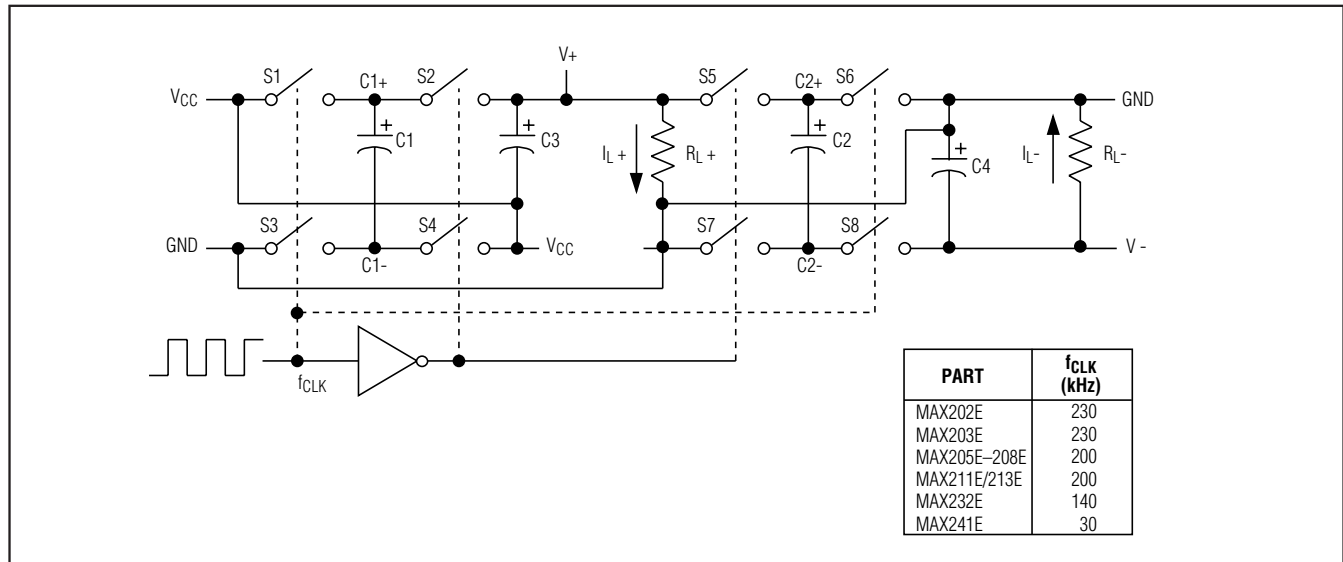 V+
S1
C1+
S2
S5
C2+
S6
VCC
GND
+
C1
+
C3
IL +
RL +
+
C2
+
C4
IL-
RL-
S3
S4
S7
S8
GND
C1-
VCC
C2-
V -
fCLK
PART fCLK (kHz)
MAX202E 230
MAX203E 230
MAX205E–208E 200
MAX211E/213E 200
MAX232E 140
MAX241E 30